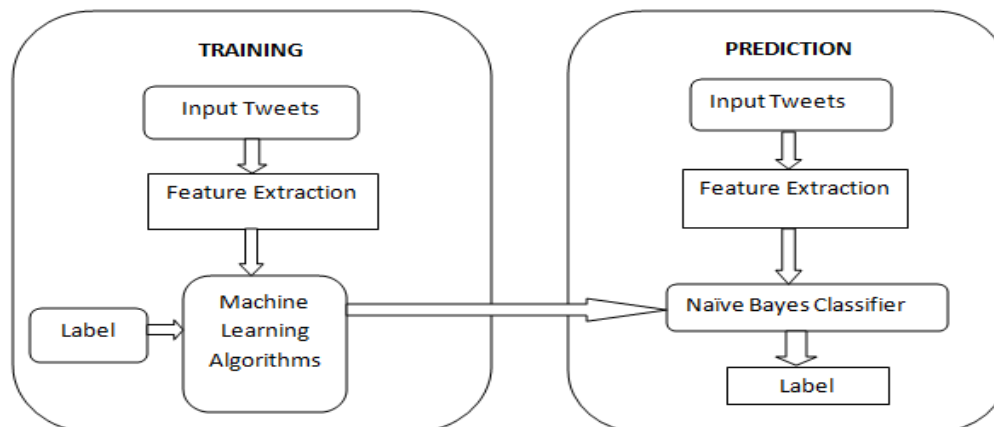 TRAINING
Input Tweets
Feature Extraction
Label
Machine
Learning
Algorithms
PREDICTION
Input Tweets
Feature Extraction
Naïve Bayes Classifier
Label